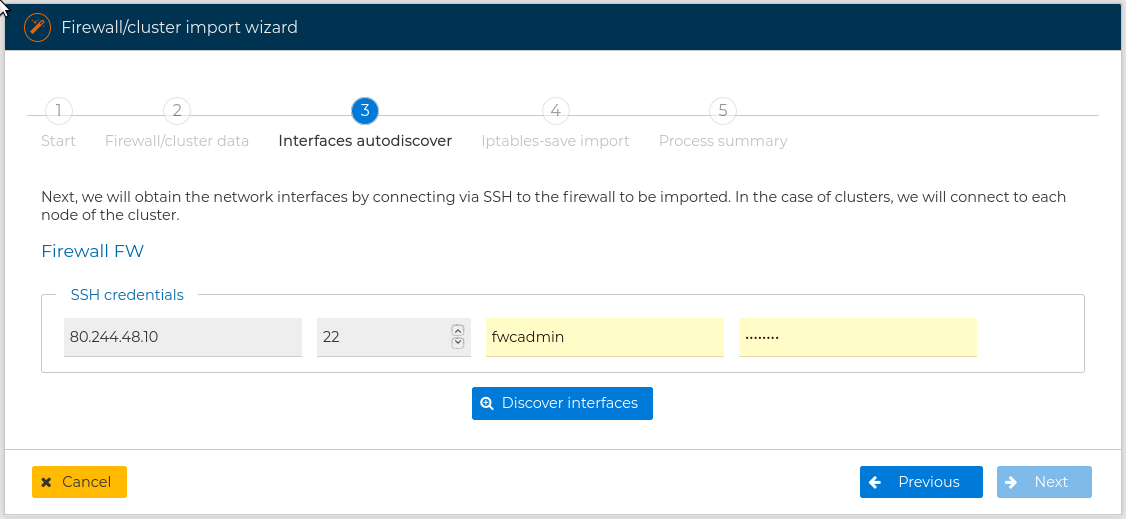 Firewall/cluster import wizard
1 2 3 4 5
Start Firewall/cluster data Interfaces autodiscover Iptables-save import Process summary
Next, we will obtain the network interfaces by connecting via SSH to the firewall to be imported. In the case of clusters, we will connect to each
node of the cluster.
Firewall FW
SSH credentials
80.244.48.10 22 fwcadmin ········
Discover interfaces
Cancel Previous Next